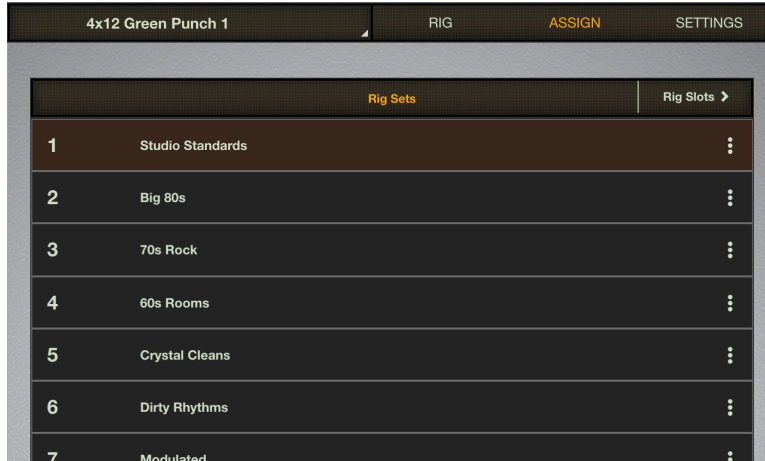 4x12 Green Punch 1 RIG ASSIGN SETTINGS
Rig Sets Rig Slots >
1 Studio Standards
2 Big 80s
3 70s Rock
4 60s Rooms
5 Crystal Cleans
6 Dirty Rhythms
7 Modulated